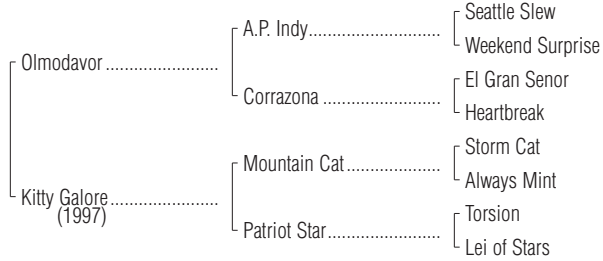 Seattle Slew
A.P. Indy............................
Weekend Surprise
Olmodavor ........................
El Gran Senor
Corrazona .........................
Heartbreak
Storm Cat
Mountain Cat....................
Always Mint
Kitty Galore.......................
(1997)
Torsion
Patriot Star........................
Lei of Stars